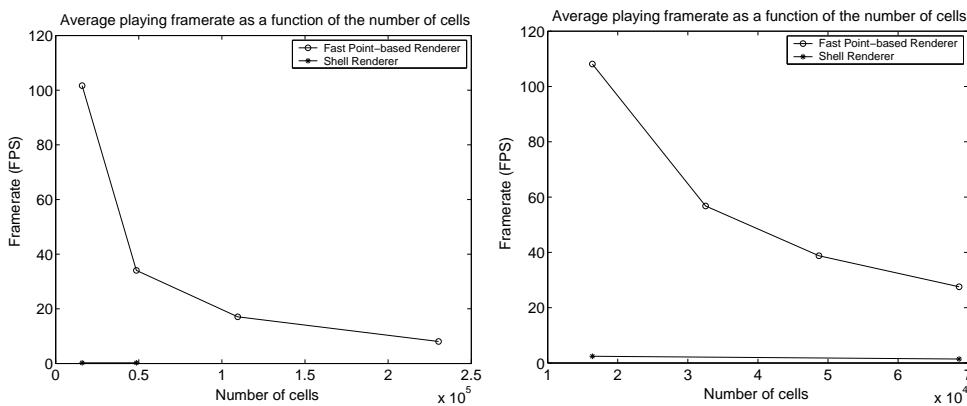 Average playing framerate as a function of the number of cells
120
100
80
60
40
20
0
Framerate (FPS)
Fast Point-based Renderer
Shell Renderer
0 0.5 1 1.5 2 2.5
Number of cells
x 10^5
Average playing framerate as a function of the number of cells
120
100
80
60
40
20
0
Framerate (FPS)
Fast Point-based Renderer
Shell Renderer
1 2 3 4 5 6 7
Number of cells
x 10^4